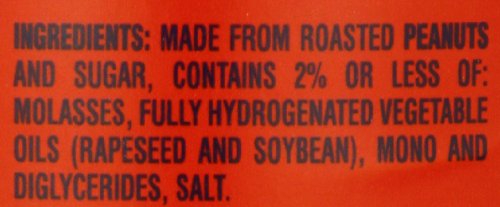 INGREDIENTS: MADE FROM ROASTED PEANUTS
AND SUGAR, CONTAINS 2% OR LESS OF:
MOLASSES, FULLY HYDROGENATED VEGETABLE
OILS (RAPESEED AND SOYBEAN), MONO AND
DIGLYCERIDES, SALT.